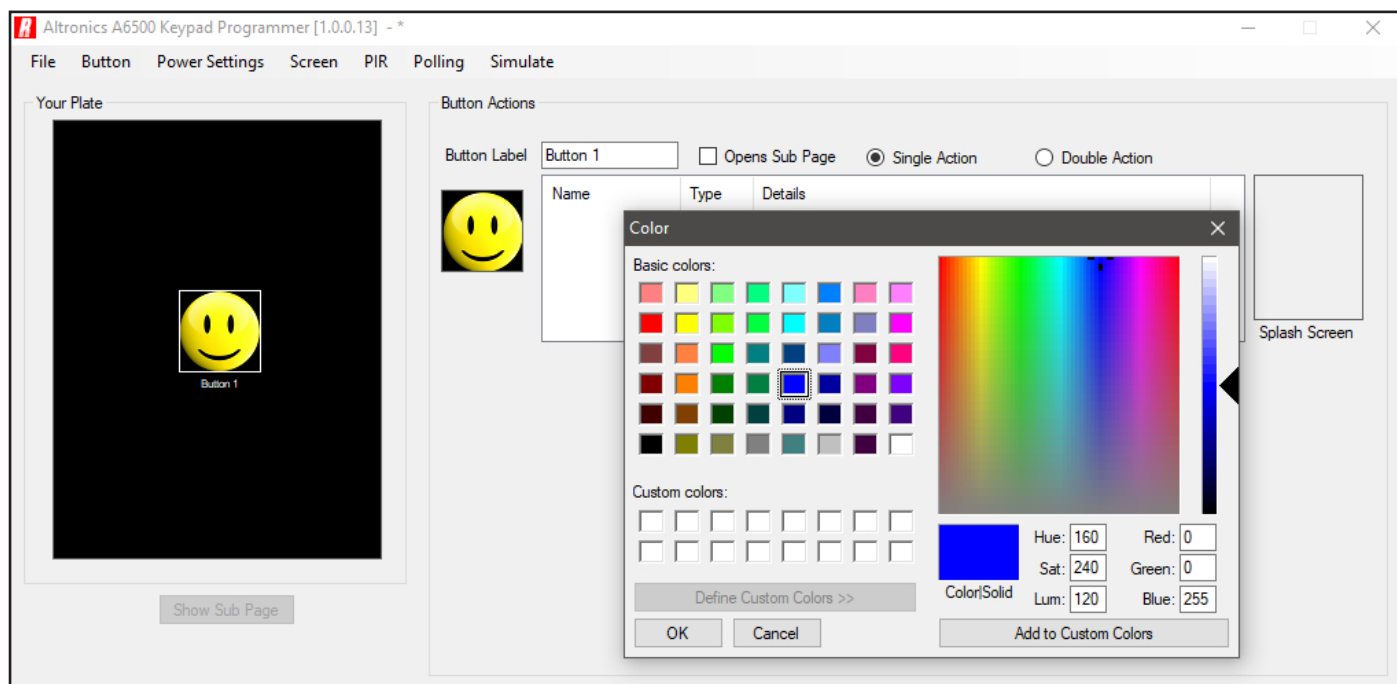 R Altronics A6500 Keypad Programmer [1.0.0.13] - *
File Button Power Settings Screen PIR Polling Simulate
Your Plate
Button 1
Show Sub Page
Button Actions
Button Label Button 1 Opens Sub Page Single Action Double Action
Name Type Details
Splash Screen
Color
Basic colors:
Custom colors:
Define Custom Colors >>
OK Cancel
Color|Solid
Hue: 160 Red: 0
Sat: 240 Green: 0
Lum: 120 Blue: 255
Add to Custom Colors